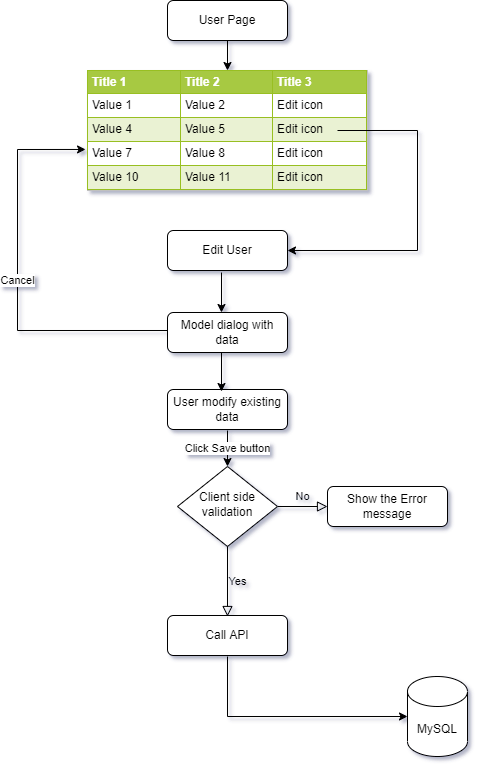 User Page
Title 1 Title 2 Title 3
Value 1 Value 2 Edit icon
Value 4 Value 5 Edit icon
Value 7 Value 8 Edit icon
Value 10 Value 11 Edit icon
Edit User
Cancel
Model dialog with
data
User modify existing
data
Click Save button
Client side
validation
No
Show the Error
message
Yes
Call API
MySQL